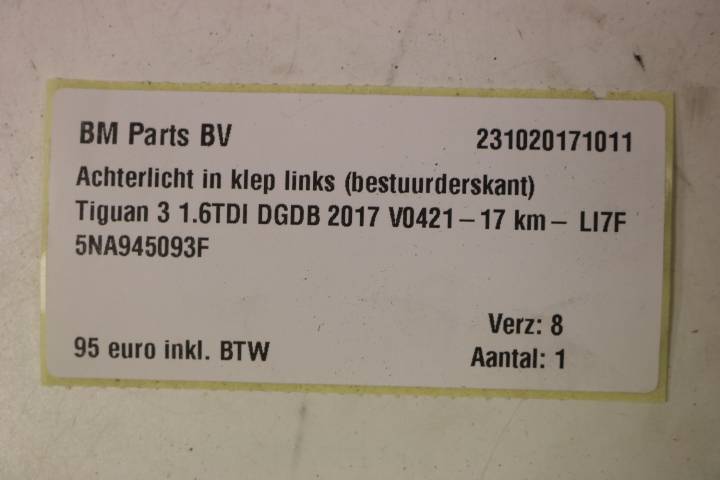 BM Parts BV 231020171011
Achterlicht in klep links (bestuurderskant)
Tiguan 3 1.6TDI DGDB 2017 V0421 – 17 km – LI7F
5NA945093F
Verz: 8
95 euro inkl. BTW Aantal: 1